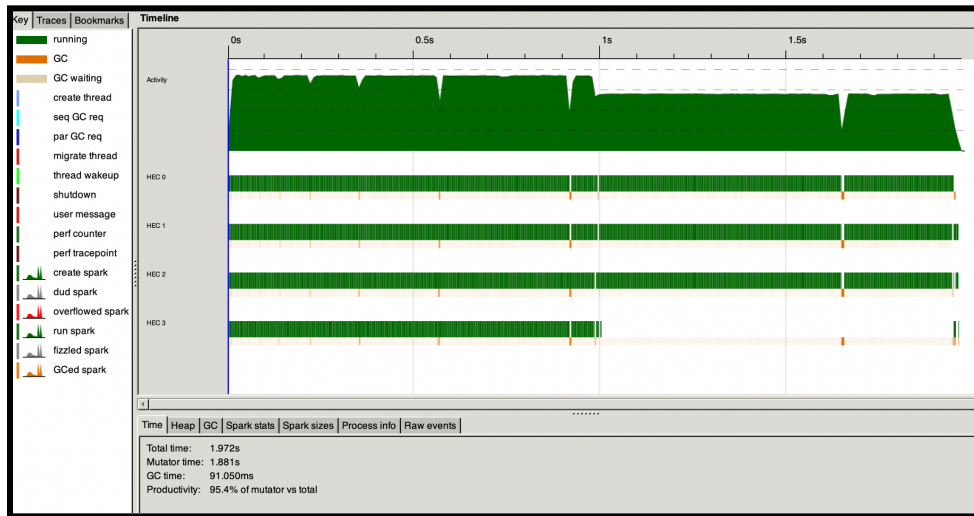 Key Traces Bookmarks
running
GC
GC waiting
create thread
seq GC req
par GC req
migrate thread
thread wakeup
shutdown
user message
perf counter
perf tracepoint
create spark
dud spark
overflowed spark
run spark
fizzled spark
GCed spark
Timeline
0s 0.5s 1s 1.5s
Activity
HEC 0
HEC 1
HEC 2
HEC 3
Time Heap GC Spark stats Spark sizes Process info Raw events
Total time: 1.972s
Mutator time: 1.881s
GC time: 91.050ms
Productivity: 95.4% of mutator vs total